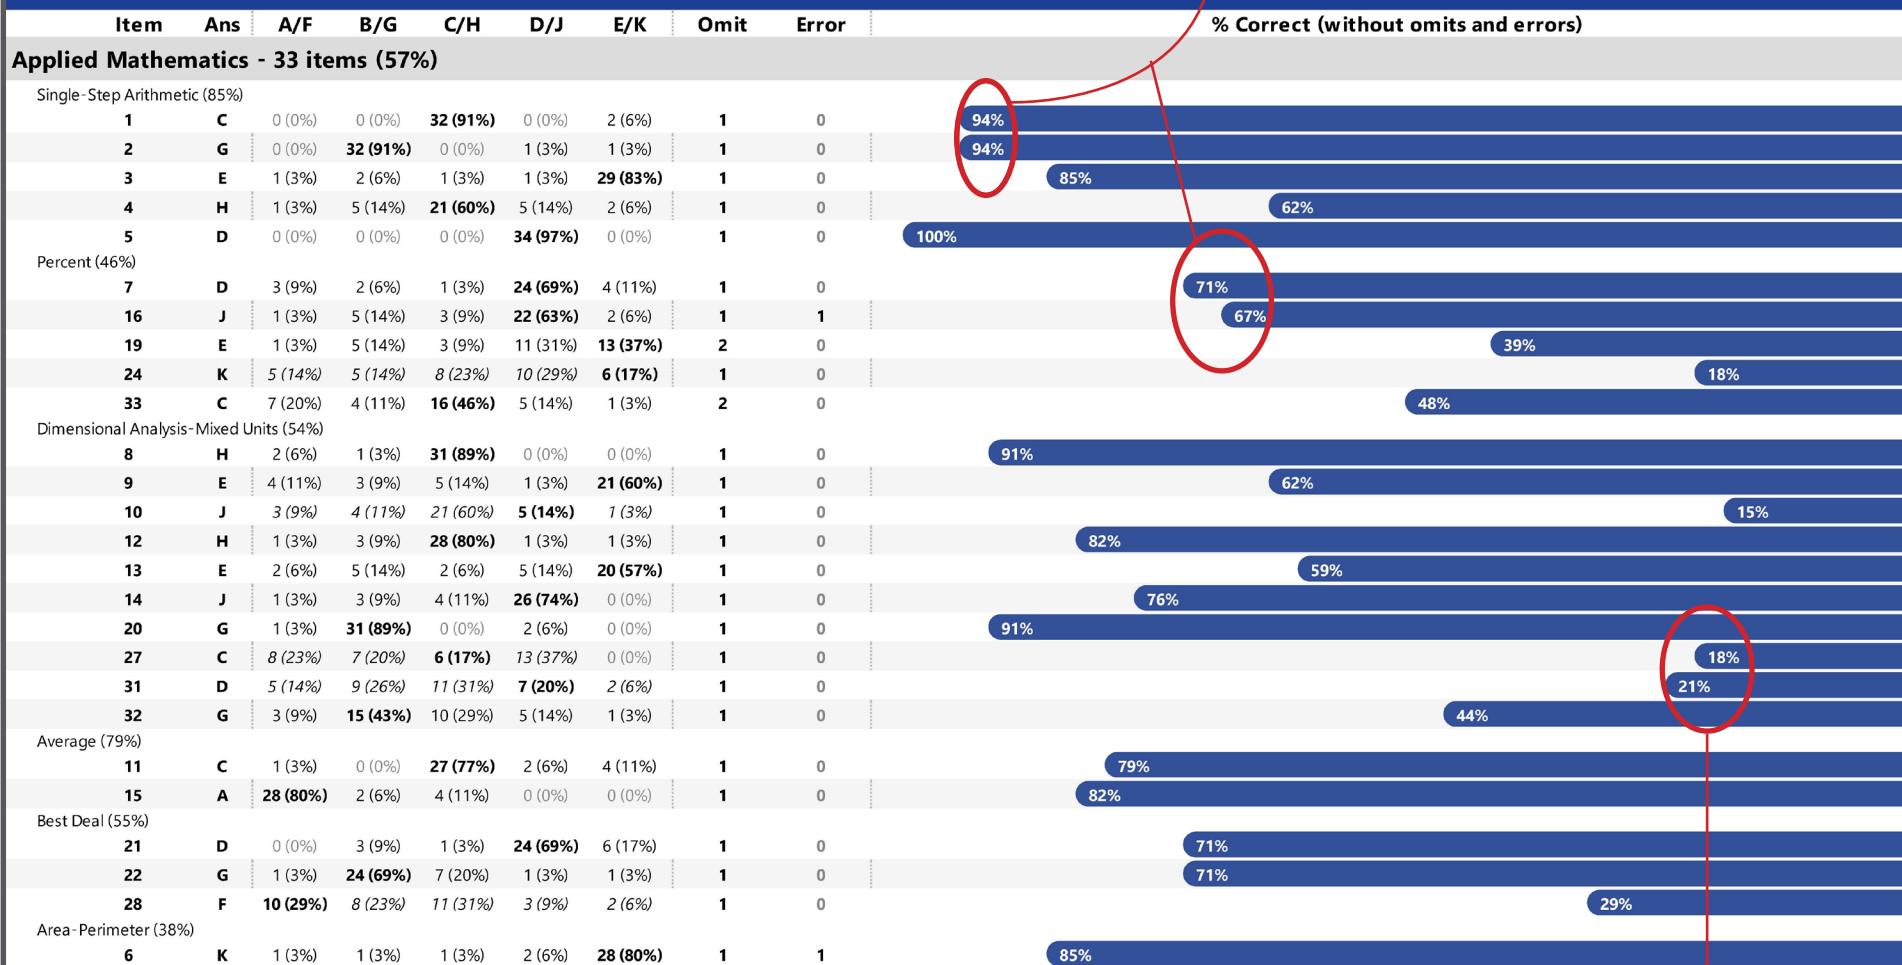 Item Ans A/F B/G C/H D/J E/K Omit Error % Correct (without omits and errors)
Applied Mathematics - 33 items (57%)
Single-Step Arithmetic (85%)
1 C 0 (0%) 0 (0%) 32 (91%) 0 (0%) 2 (6%) 1 0 94%
2 G 0 (0%) 32 (91%) 0 (0%) 1 (3%) 1 (3%) 1 0 94%
3 E 1 (3%) 2 (6%) 1 (3%) 1 (3%) 29 (83%) 1 0 85%
4 H 1 (3%) 5 (14%) 21 (60%) 5 (14%) 2 (6%) 1 0 62%
5 D 0 (0%) 0 (0%) 0 (0%) 34 (97%) 0 (0%) 1 0 100%
Percent (46%)
7 D 3 (9%) 2 (6%) 1 (3%) 24 (69%) 4 (11%) 1 0 71%
16 J 1 (3%) 5 (14%) 3 (9%) 22 (63%) 2 (6%) 1 1 67%
19 E 1 (3%) 5 (14%) 3 (9%) 11 (31%) 13 (37%) 2 0 39%
24 K 5 (14%) 5 (14%) 8 (23%) 10 (29%) 6 (17%) 1 0 18%
33 C 7 (20%) 4 (11%) 16 (46%) 5 (14%) 1 (3%) 2 0 48%
Dimensional Analysis-Mixed Units (54%)
8 H 2 (6%) 1 (3%) 31 (89%) 0 (0%) 0 (0%) 1 0 91%
9 E 4 (11%) 3 (9%) 5 (14%) 1 (3%) 21 (60%) 1 0 62%
10 J 3 (9%) 4 (11%) 21 (60%) 5 (14%) 1 (3%) 1 0 15%
12 H 1 (3%) 3 (9%) 28 (80%) 1 (3%) 1 (3%) 1 0 82%
13 E 2 (6%) 5 (14%) 2 (6%) 5 (14%) 20 (57%) 1 0 59%
14 J 1 (3%) 3 (9%) 4 (11%) 26 (74%) 0 (0%) 1 0 76%
20 G 1 (3%) 31 (89%) 0 (0%) 2 (6%) 0 (0%) 1 0 91%
27 C 8 (23%) 7 (20%) 6 (17%) 13 (37%) 0 (0%) 1 0 18%
31 D 5 (14%) 9 (26%) 11 (31%) 7 (20%) 2 (6%) 1 0 21%
32 G 3 (9%) 15 (43%) 10 (29%) 5 (14%) 1 (3%) 1 0 44%
Average (79%)
11 C 1 (3%) 0 (0%) 27 (77%) 2 (6%) 4 (11%) 1 0 79%
15 A 28 (80%) 2 (6%) 4 (11%) 0 (0%) 0 (0%) 1 0 82%
Best Deal (55%)
21 D 0 (0%) 3 (9%) 1 (3%) 24 (69%) 6 (17%) 1 0 71%
22 G 1 (3%) 24 (69%) 7 (20%) 1 (3%) 1 (3%) 1 0 71%
28 F 10 (29%) 8 (23%) 11 (31%) 3 (9%) 2 (6%) 1 0 29%
Area-Perimeter (38%)
6 K 1 (3%) 1 (3%) 1 (3%) 2 (6%) 28 (80%) 1 1 85%